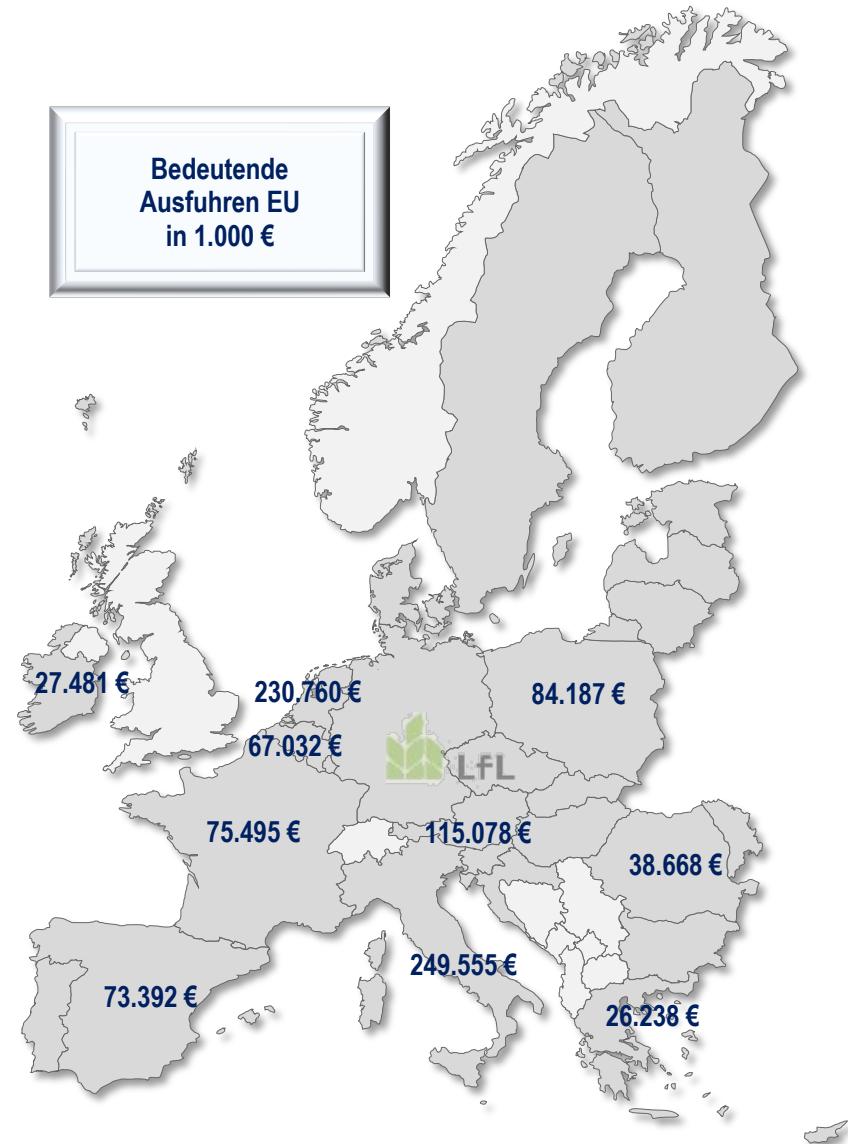 Bedeutende
Ausfuhren EU
in 1.000 €
27.481 €
230.760 €
84.187 €
67.032 €
LfL
75.495 €
115.078 €
38.668 €
249.555 €
73.392 €
26.238 €